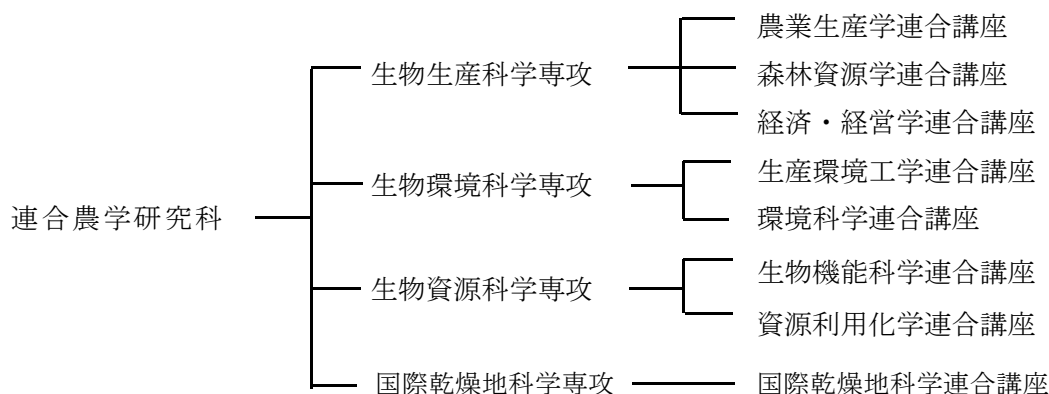 連合農学研究科
生物生産科学専攻
農業生産学連合講座
森林資源学連合講座
経済・経営学連合講座
生物環境科学専攻
生産環境工学連合講座
環境科学連合講座
生物資源科学専攻
生物機能科学連合講座
資源利用化学連合講座
国際乾燥地科学専攻
国際乾燥地科学連合講座